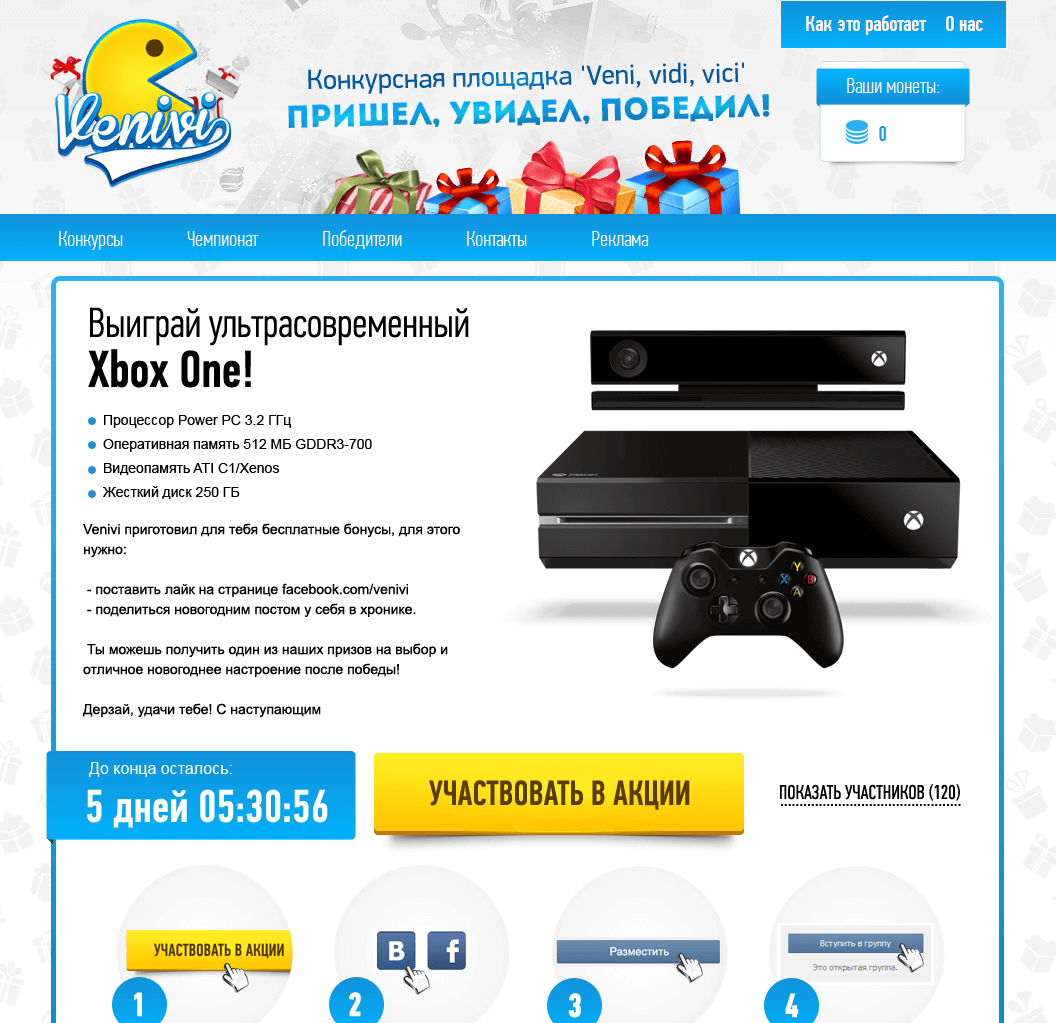 Как это работает О нас
Venivi
Конкурсная площадка 'Veni, vidi, vici'
ПРИШЕЛ, УВИДЕЛ, ПОБЕДИЛ!
Ваши монеты:
0
Конкурсы Чемпионат Победители Контакты Реклама
Выиграй ультрасовременный
Xbox One!
Процессор Power PC 3.2 ГГц
Оперативная память 512 МБ GDDR3-700
Видеопамять ATI C1/Xenos
Жесткий диск 250 ГБ
Venivi приготовил для тебя бесплатные бонусы, для этого
нужно:
- поставить лайк на странице facebook.com/venivi
- поделиться новогодним постом у себя в хронике.
Ты можешь получить один из наших призов на выбор и
отличное новогоднее настроение после победы!
Дерзай, удачи тебе! С наступающим
XBOX
Y
X B
A
До конца осталось:
5 дней 05:30:56
УЧАСТВОВАТЬ В АКЦИИ
ПОКАЗАТЬ УЧАСТНИКОВ (120)
УЧАСТВОВАТЬ В АКЦИИ
В f
Разместить
Вступить в группу
Это открытая группа.
1 2 3 4